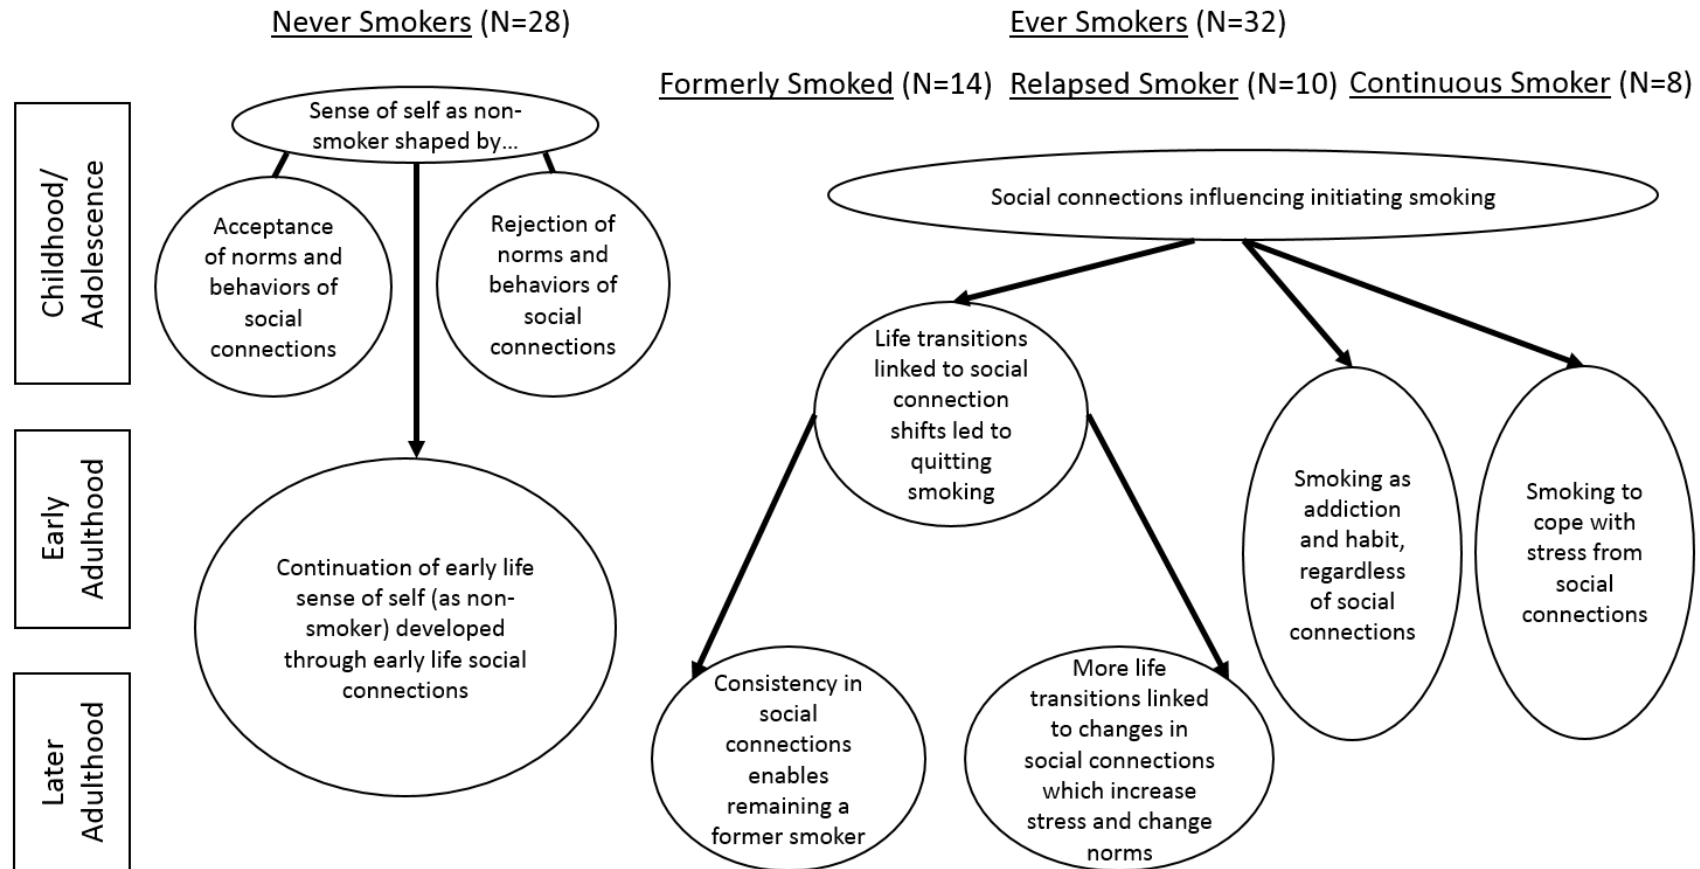 Never Smokers (N=28)
Ever Smokers (N=32)
Formerly Smoked (N=14)
Relapsed Smoker (N=10)
Continuous Smoker (N=8)
Childhood/
Adolescence
Sense of self as non-
smoker shaped by...
Acceptance
of norms and
behaviors of
social
connections
Rejection of
norms and
behaviors of
social
connections
Social connections influencing initiating smoking
Life transitions
linked to social
connection
shifts led to
quitting
smoking
Early
Adulthood
Continuation of early life
sense of self (as non-
smoker) developed
through early life social
connections
Smoking as
addiction
and habit,
regardless
of social
connections
Smoking to
cope with
stress from
social
connections
Later
Adulthood
Consistency in
social
connections
enables
remaining a
former smoker
More life
transitions linked
to changes in
social connections
which increase
stress and change
norms